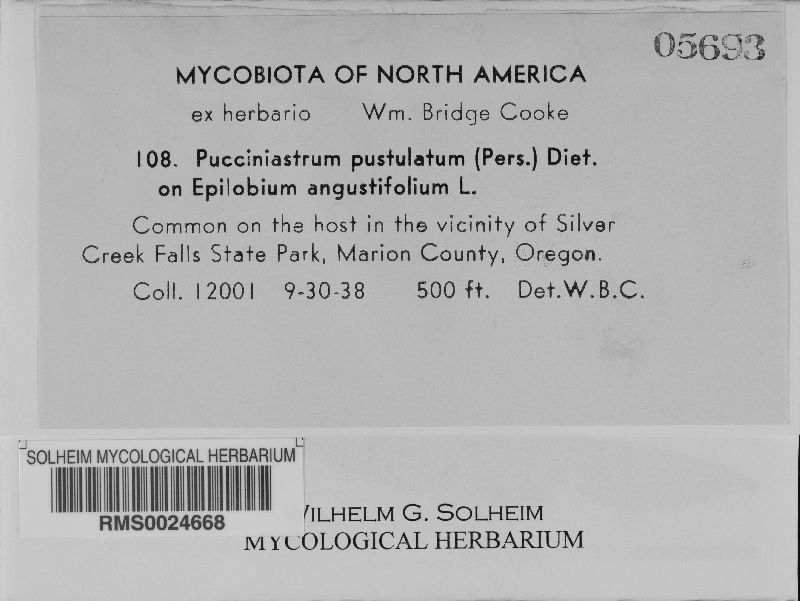 05693
MYCOBIOTA OF NORTH AMERICA
ex herbario Wm. Bridge Cooke
108. Pucciniastrum pustulatum (Pers.) Diet.
on Epilobium angustifolium L.
Common on the host in the vicinity of Silver
Creek Falls State Park, Marion County, Oregon.
Coll. 12001 9-30-38 500 ft. Det.W.B.C.
SOLHEIM MYCOLOGICAL HERBARIUM
RMS0024668
ILHELM G. SOLHEIM
MYCOLOGICAL HERBARIUM